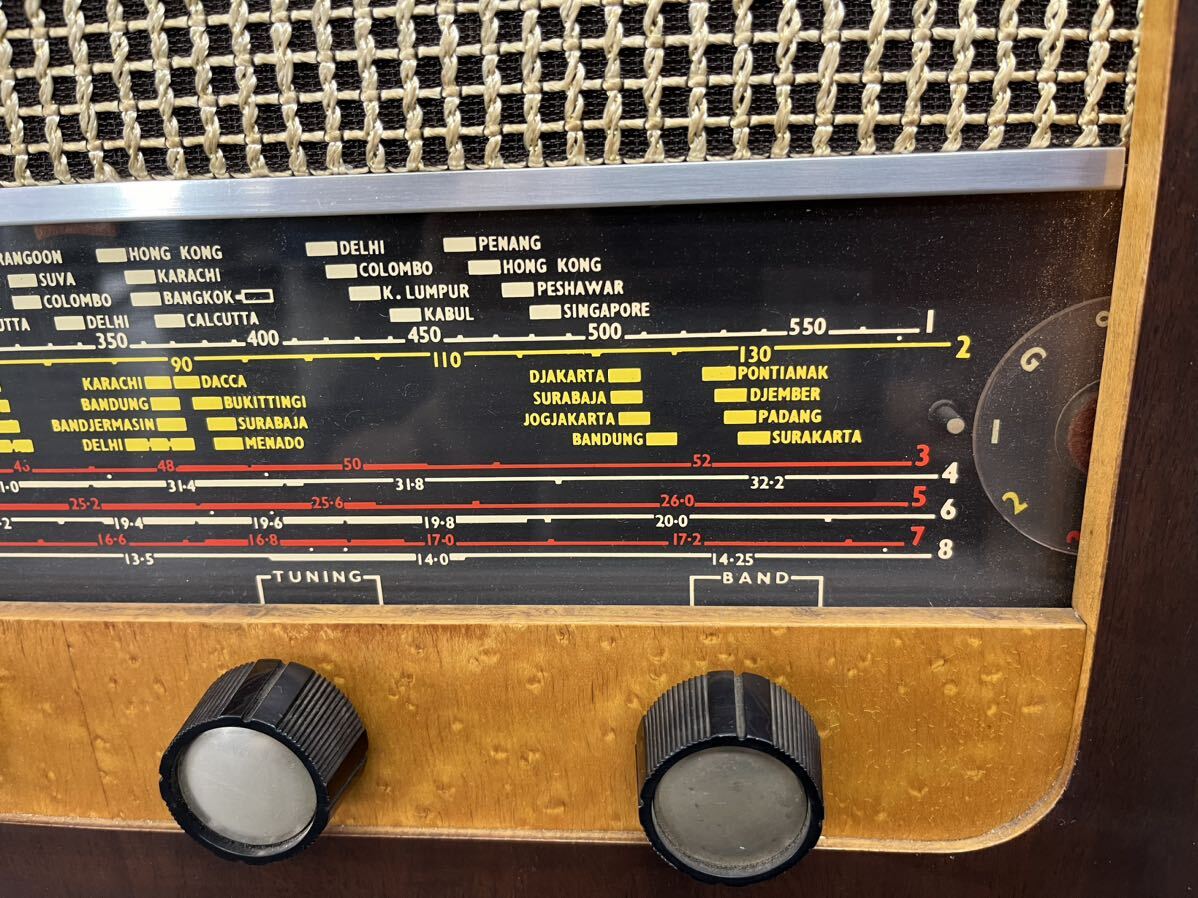 RANGOON HONG KONG DELHI PENANG
SUVA KARACHI COLOMBO HONG KONG
COLOMBO BANGKOK K. LUMPUR PESHAWAR
DELHI CALCUTTA KABUL SINGAPORE
350 400 450 500 550 1
90 110 130 2
KARACHI DACCA DJAKARTA PONTIANAK
BANDUNG BUKITTINGI SURABAJA DJEMBER
BANDJERMASIN SURABAJA JOGJAKARTA PADANG
DELHI MENADO BANDUNG SURAKARTA
48 50 52 3
31·4 31·8 32·2 4
25·2 25·6 26·0 5
19·4 19·6 19·8 20·0 6
16·6 16·8 17·0 17·2 7
13·5 14·0 14·25 8
G
1
2
TUNING BAND